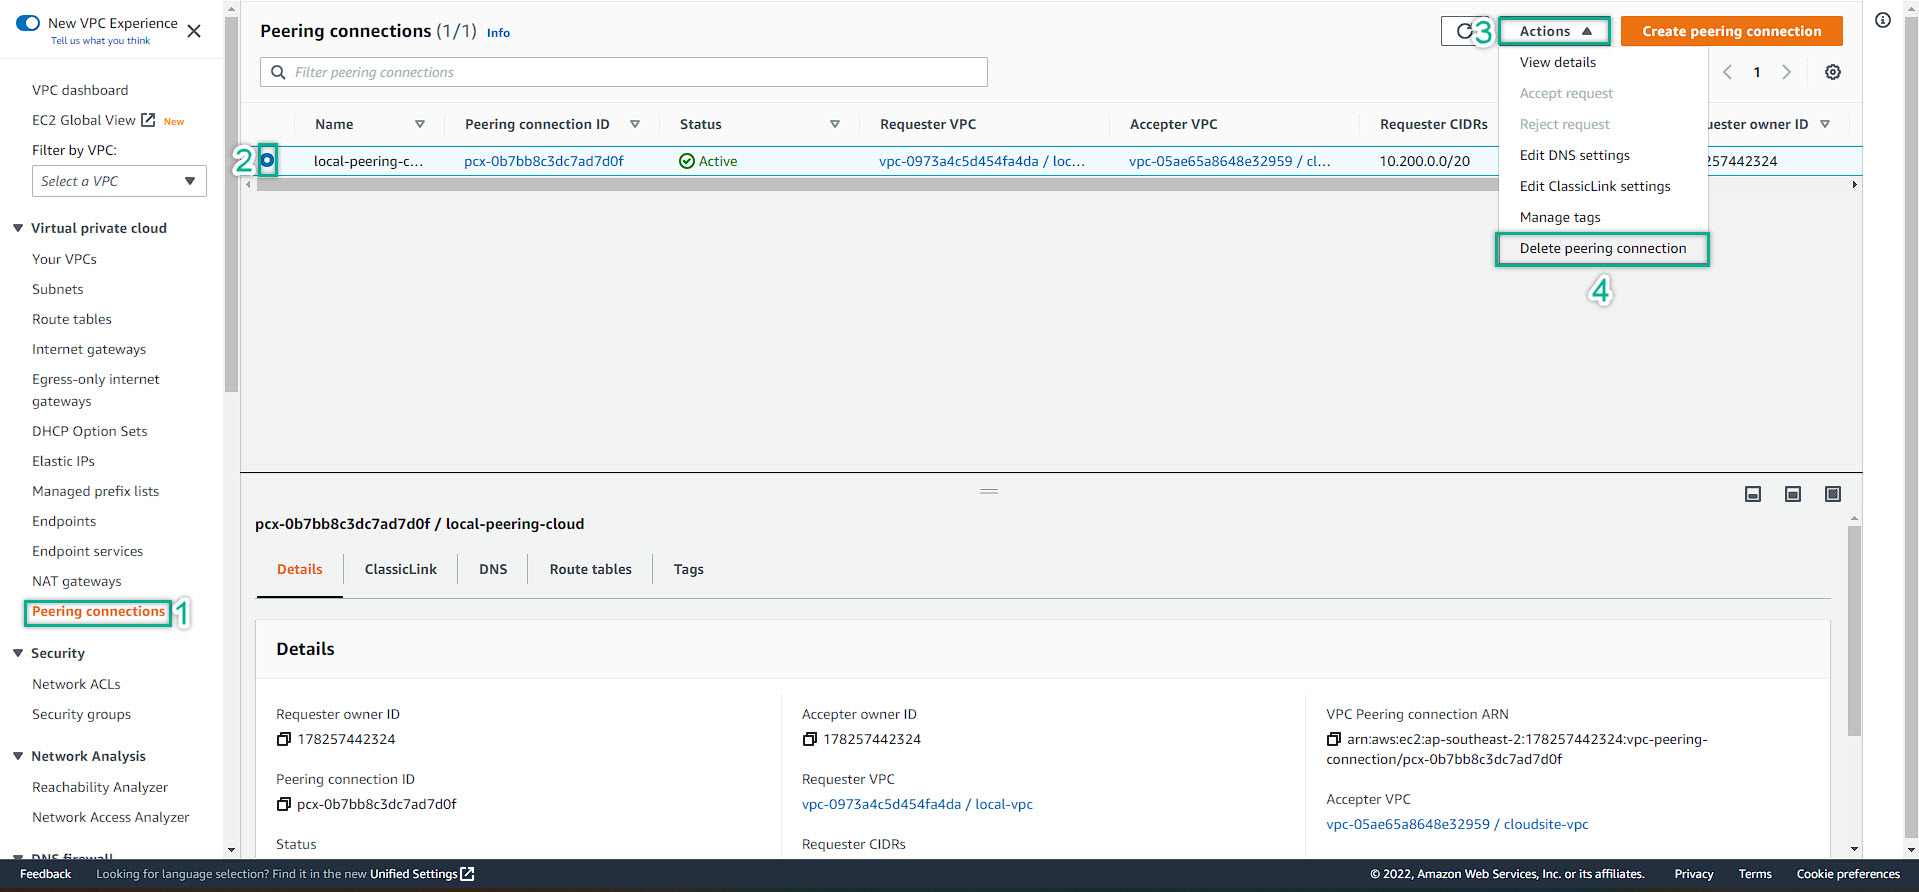 New VPC Experience
Tell us what you think
VPC dashboard
EC2 Global View New
Filter by VPC:
Select a VPC
Virtual private cloud
Your VPCs
Subnets
Route tables
Internet gateways
Egress-only internet
gateways
DHCP Option Sets
Elastic IPs
Managed prefix lists
Endpoints
Endpoint services
NAT gateways
Peering connections 1
Security
Network ACLs
Security groups
Network Analysis
Reachability Analyzer
Network Access Analyzer
DNS firewall
Peering connections (1/1) Info
3 Actions Create peering connection
Filter peering connections
1
View details
Accept request
Reject request
Edit DNS settings
Edit ClassicLink settings
Manage tags
Delete peering connection
4
Name Peering connection ID Status Requester VPC Accepter VPC Requester CIDRs uester owner ID
2 local-peering-c... pcx-0b7bb8c3dc7ad7d0f Active vpc-0973a4c5d454fa4da / loc... vpc-05ae65a8648e32959 / cl... 10.200.0.0/20 257442324
pcx-0b7bb8c3dc7ad7d0f / local-peering-cloud
Details ClassicLink DNS Route tables Tags
Details
Requester owner ID
178257442324
Peering connection ID
pcx-0b7bb8c3dc7ad7d0f
Status
Accepter owner ID
178257442324
Requester VPC
vpc-0973a4c5d454fa4da / local-vpc
Requester CIDRs
VPC Peering connection ARN
arn:aws:ec2:ap-southeast-2:178257442324:vpc-peering-
connection/pcx-0b7bb8c3dc7ad7d0f
Accepter VPC
vpc-05ae65a8648e32959 / cloudsite-vpc
Feedback Looking for language selection? Find it in the new Unified Settings © 2022, Amazon Web Services, Inc. or its affiliates. Privacy Terms Cookie preferences